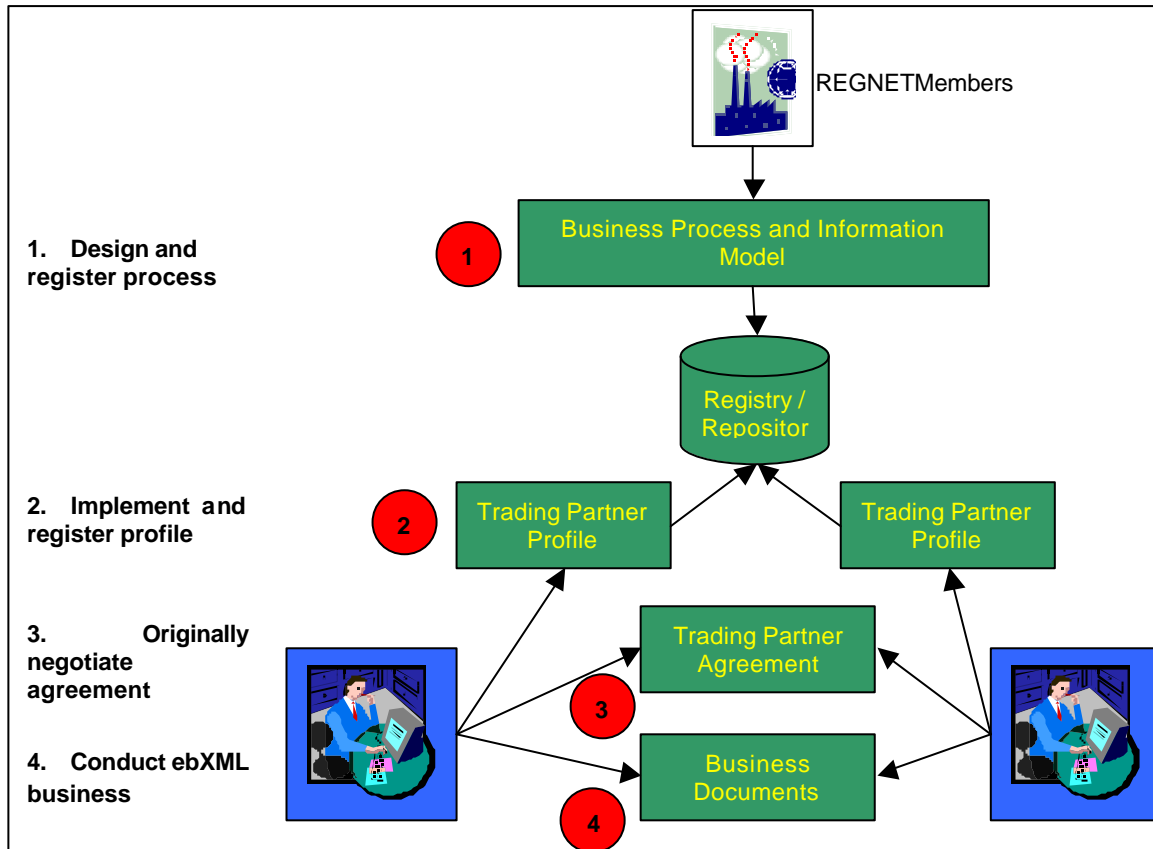 REGNETMembers
Business Process and Information
Model
1
1. Design and
register process
Registry /
Repositor
2. Implement and
register profile
2
Trading Partner
Profile
Trading Partner
Profile
3. Originally
negotiate
agreement
Trading Partner
Agreement
3
4. Conduct ebXML
business
Business
Documents
4